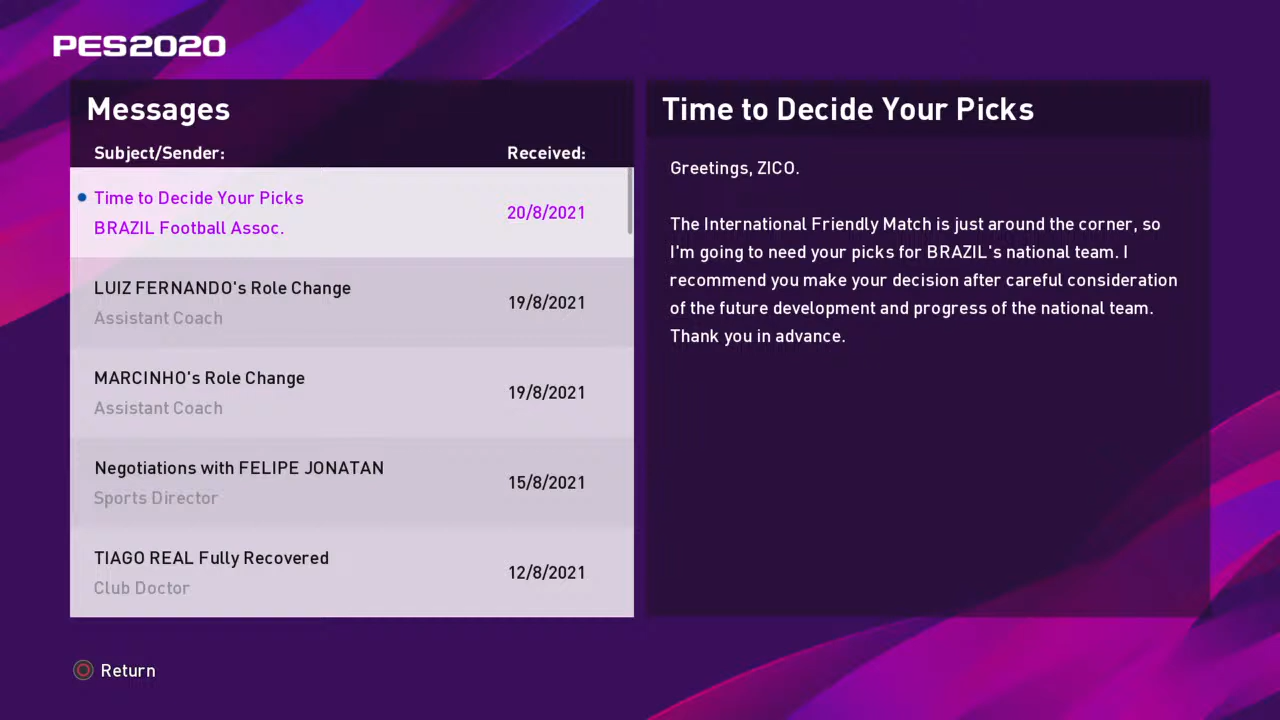 PES2020
Messages
Subject/Sender:
Received:
Time to Decide Your Picks
BRAZIL Football Assoc.
20/8/2021
LUIZ FERNANDO's Role Change
Assistant Coach
19/8/2021
MARCINHO's Role Change
Assistant Coach
19/8/2021
Negotiations with FELIPE JONATAN
Sports Director
15/8/2021
TIAGO REAL Fully Recovered
Club Doctor
12/8/2021
Time to Decide Your Picks
Greetings, ZICO.
The International Friendly Match is just around the corner, so
I'm going to need your picks for BRAZIL's national team. I
recommend you make your decision after careful consideration
of the future development and progress of the national team.
Thank you in advance.
Return